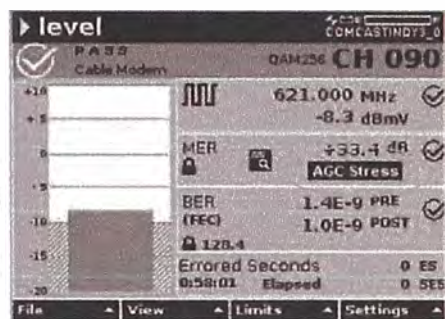 level
COMCASTINDY3_0
PASS
Cable Modem
QAM256 CH 090
621.000 MHz
-8.3 dBmV
MER
+33.4 dB
AGC Stress
BER
(FEC)
1.4E-9 PRE
1.0E-9 POST
128.4
Errored Seconds
0 ES
0:58:01 Elapsed
0 SES
+10
+5
0
-5
-10
-15
-20
File
View
Limits
Settings